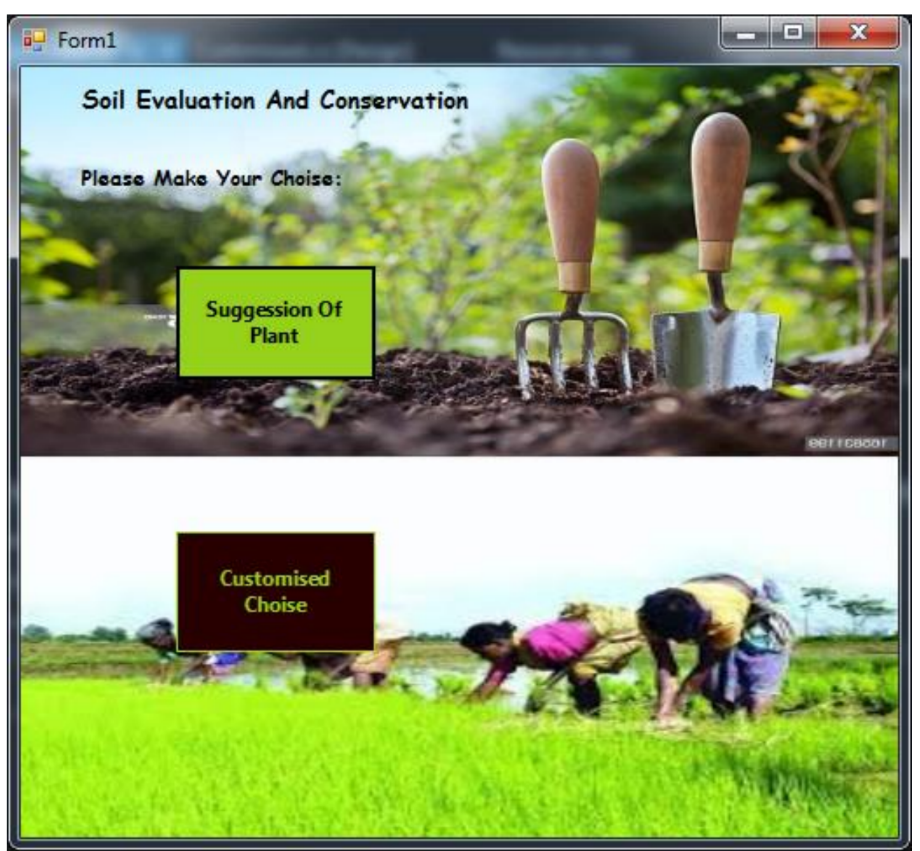 Form1
Soil Evaluation And Conservation
Please Make Your Choise:
Suggession Of
Plant
Customised
Choise